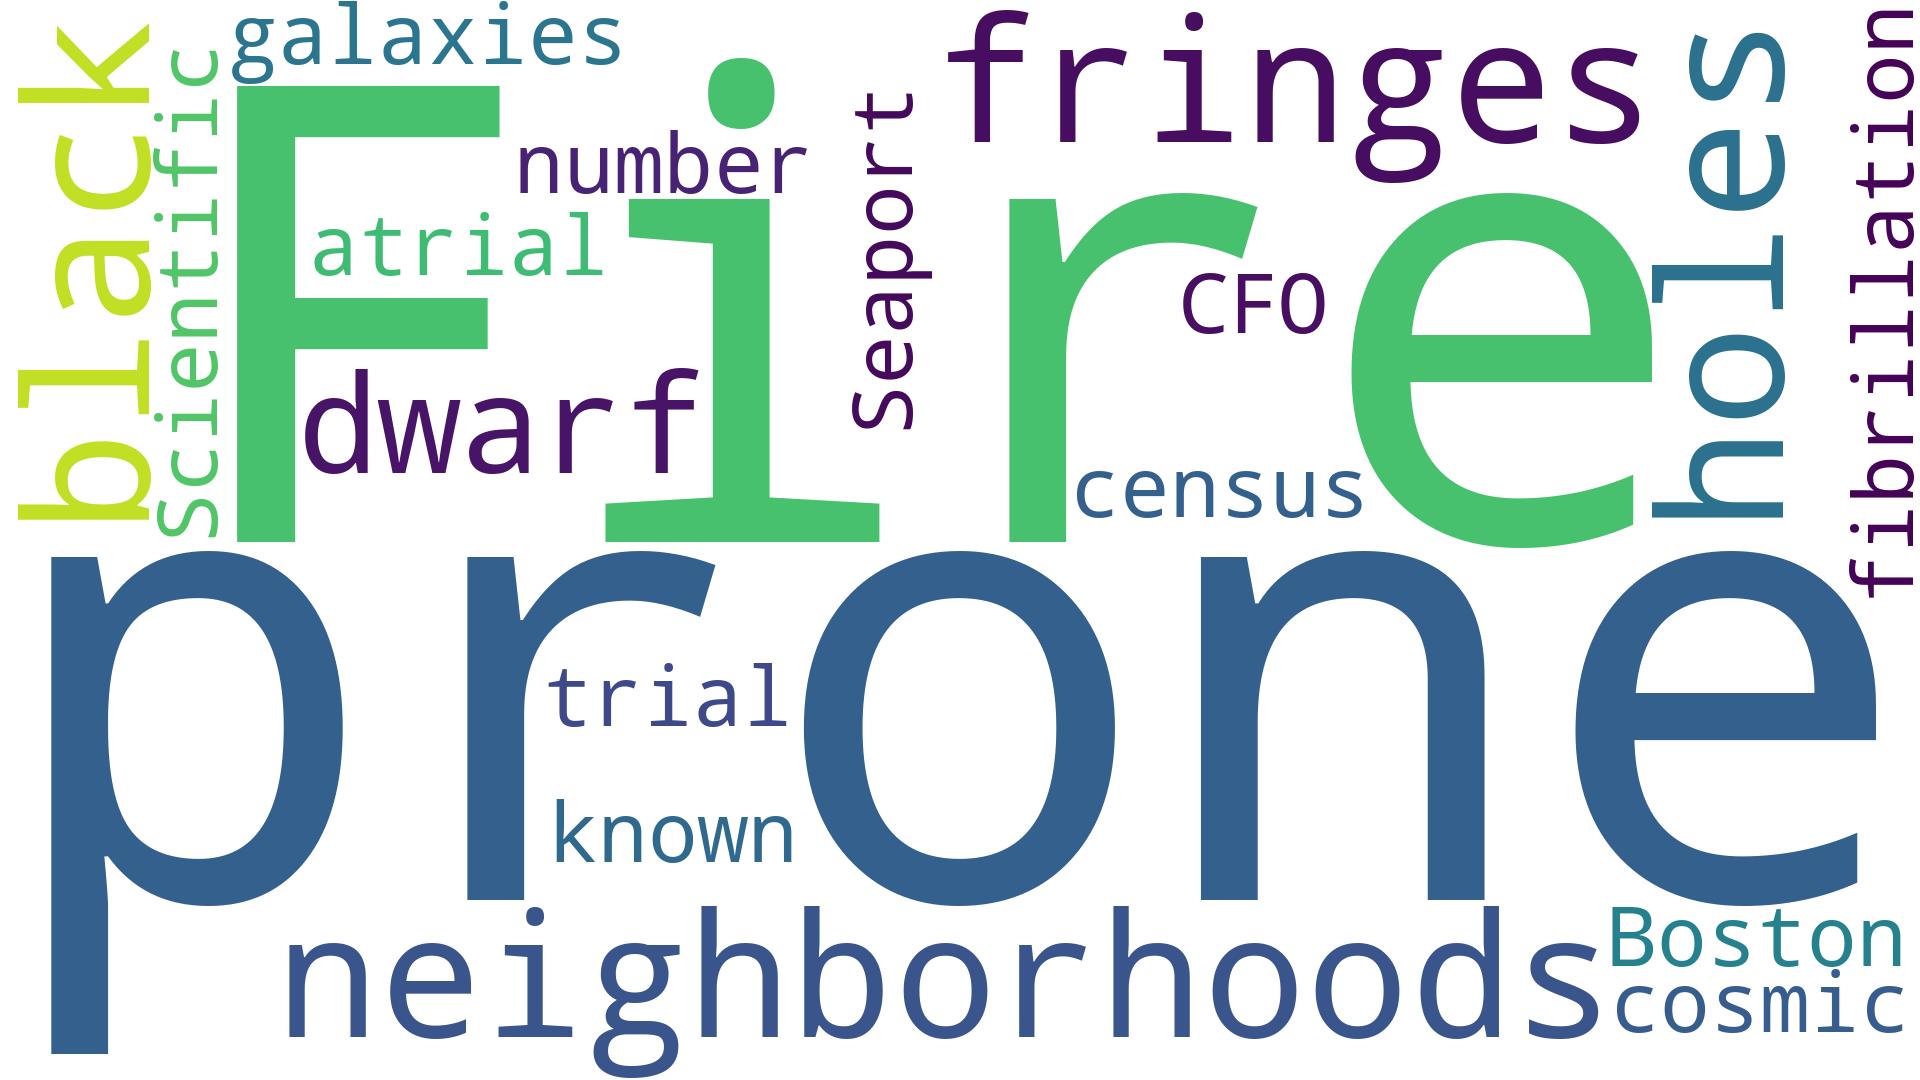 galaxies
fringes
black
Scientific
Fire
number
atrial
Seaport
CFO
holes
fibrillation
dwarf
census
prone
trial
known
neighborhoods
Boston
cosmic